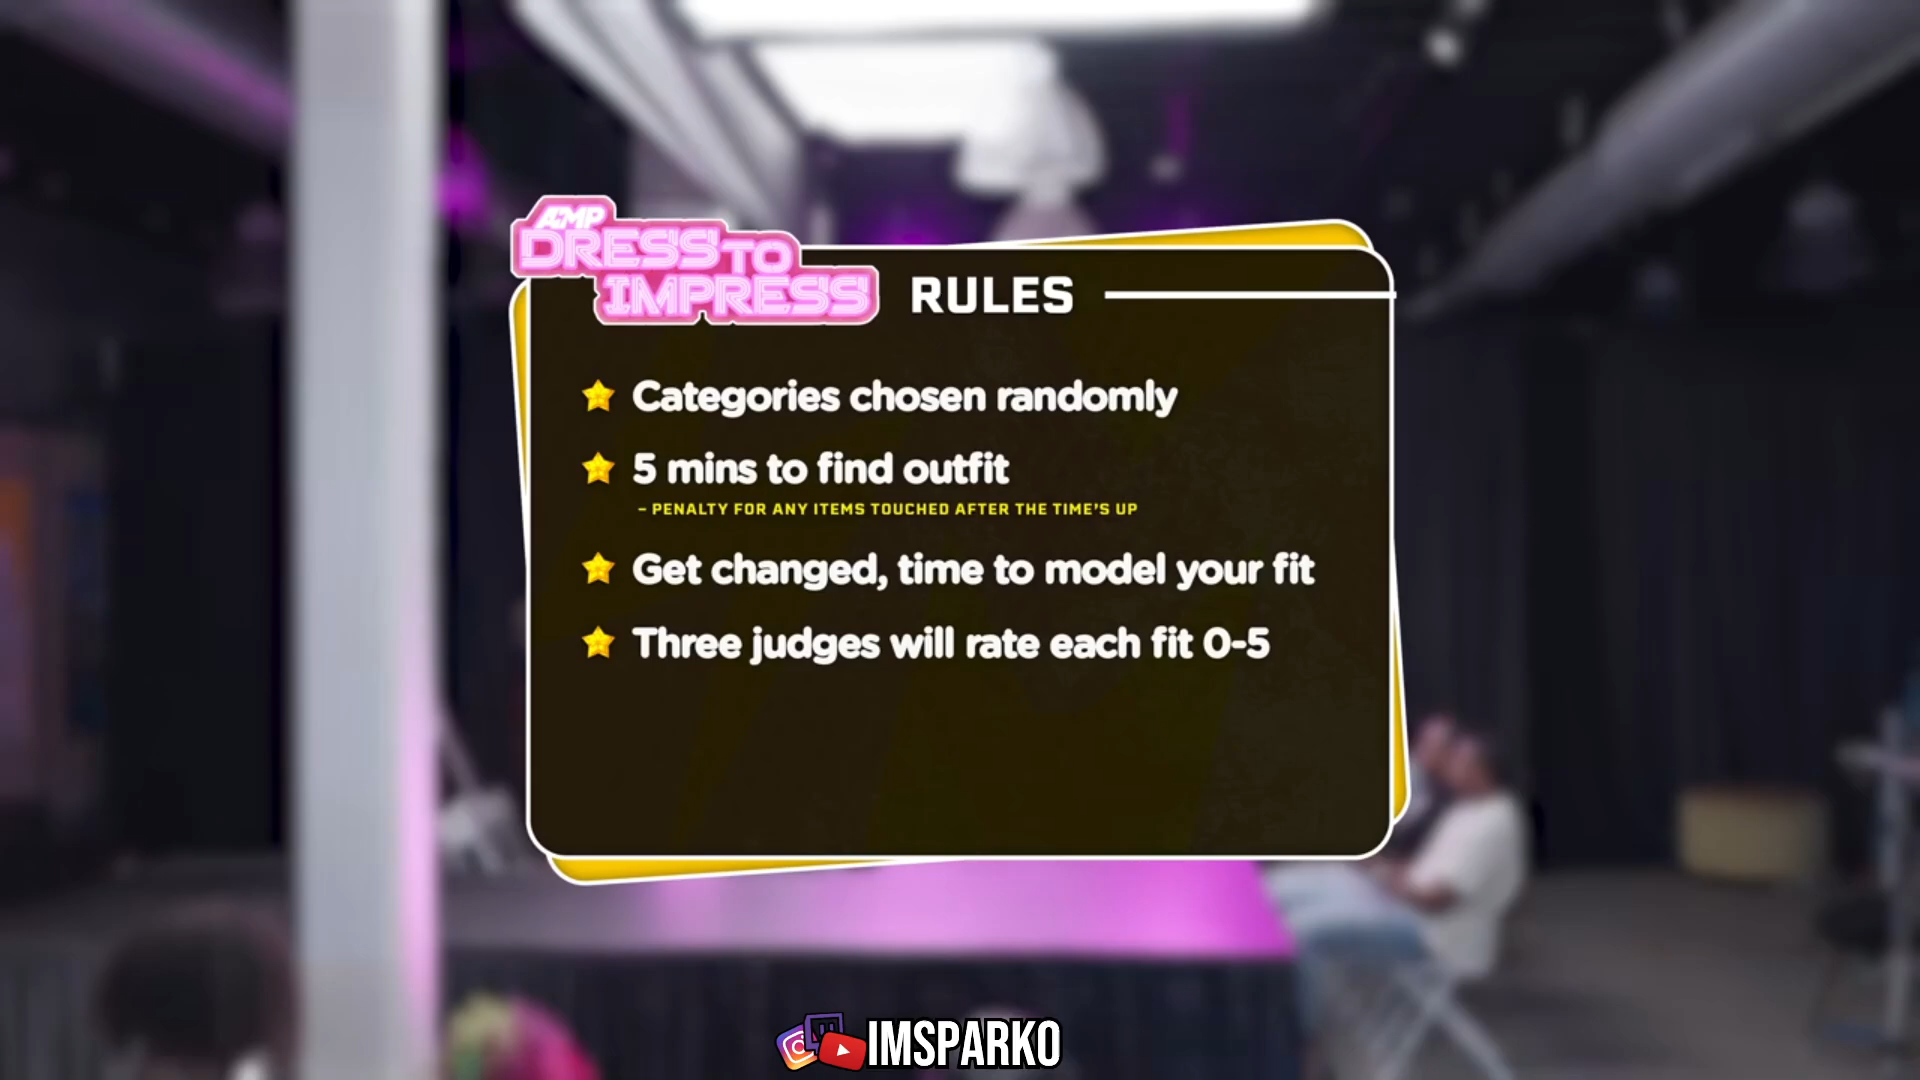 AMP
DRESS TO
IMPRESS
RULES
Categories chosen randomly
5 mins to find outfit
– PENALTY FOR ANY ITEMS TOUCHED AFTER THE TIME'S UP
Get changed, time to model your fit
Three judges will rate each fit 0-5
IMSPARKO